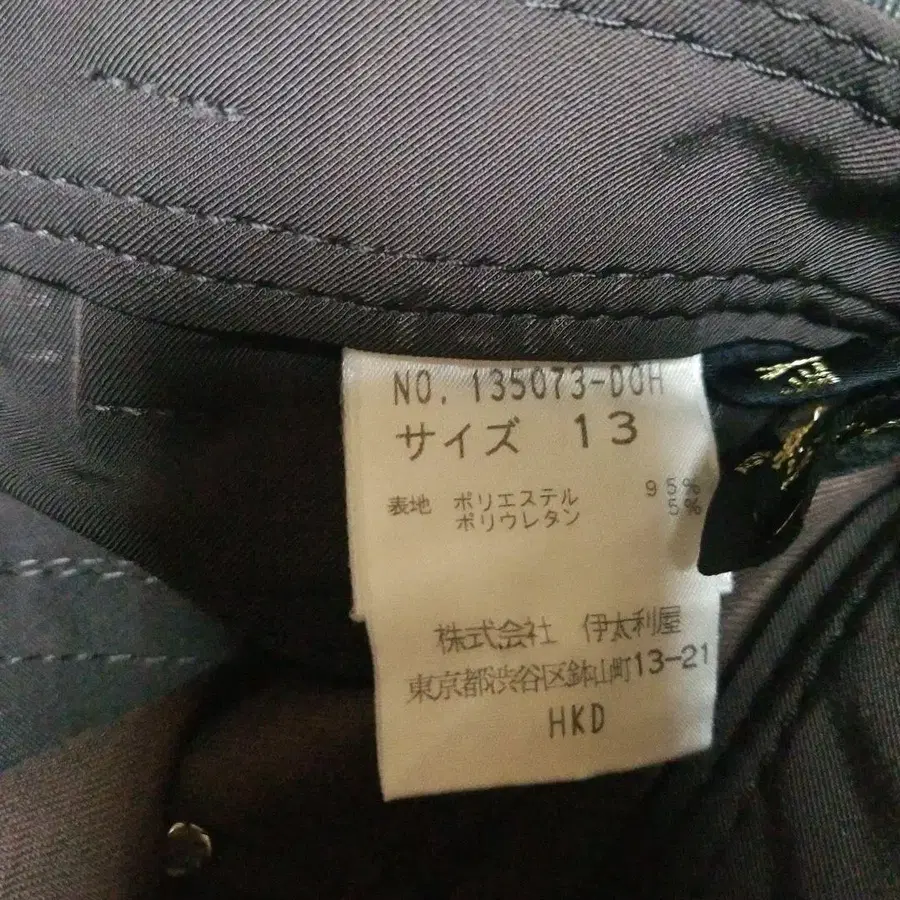 NO. 135073-DOH
サイズ 13
表地 ポリエステル 95%
ポリウレタン 5%
株式会社 伊太利屋
東京都渋谷区鉢山町13-21
HKD